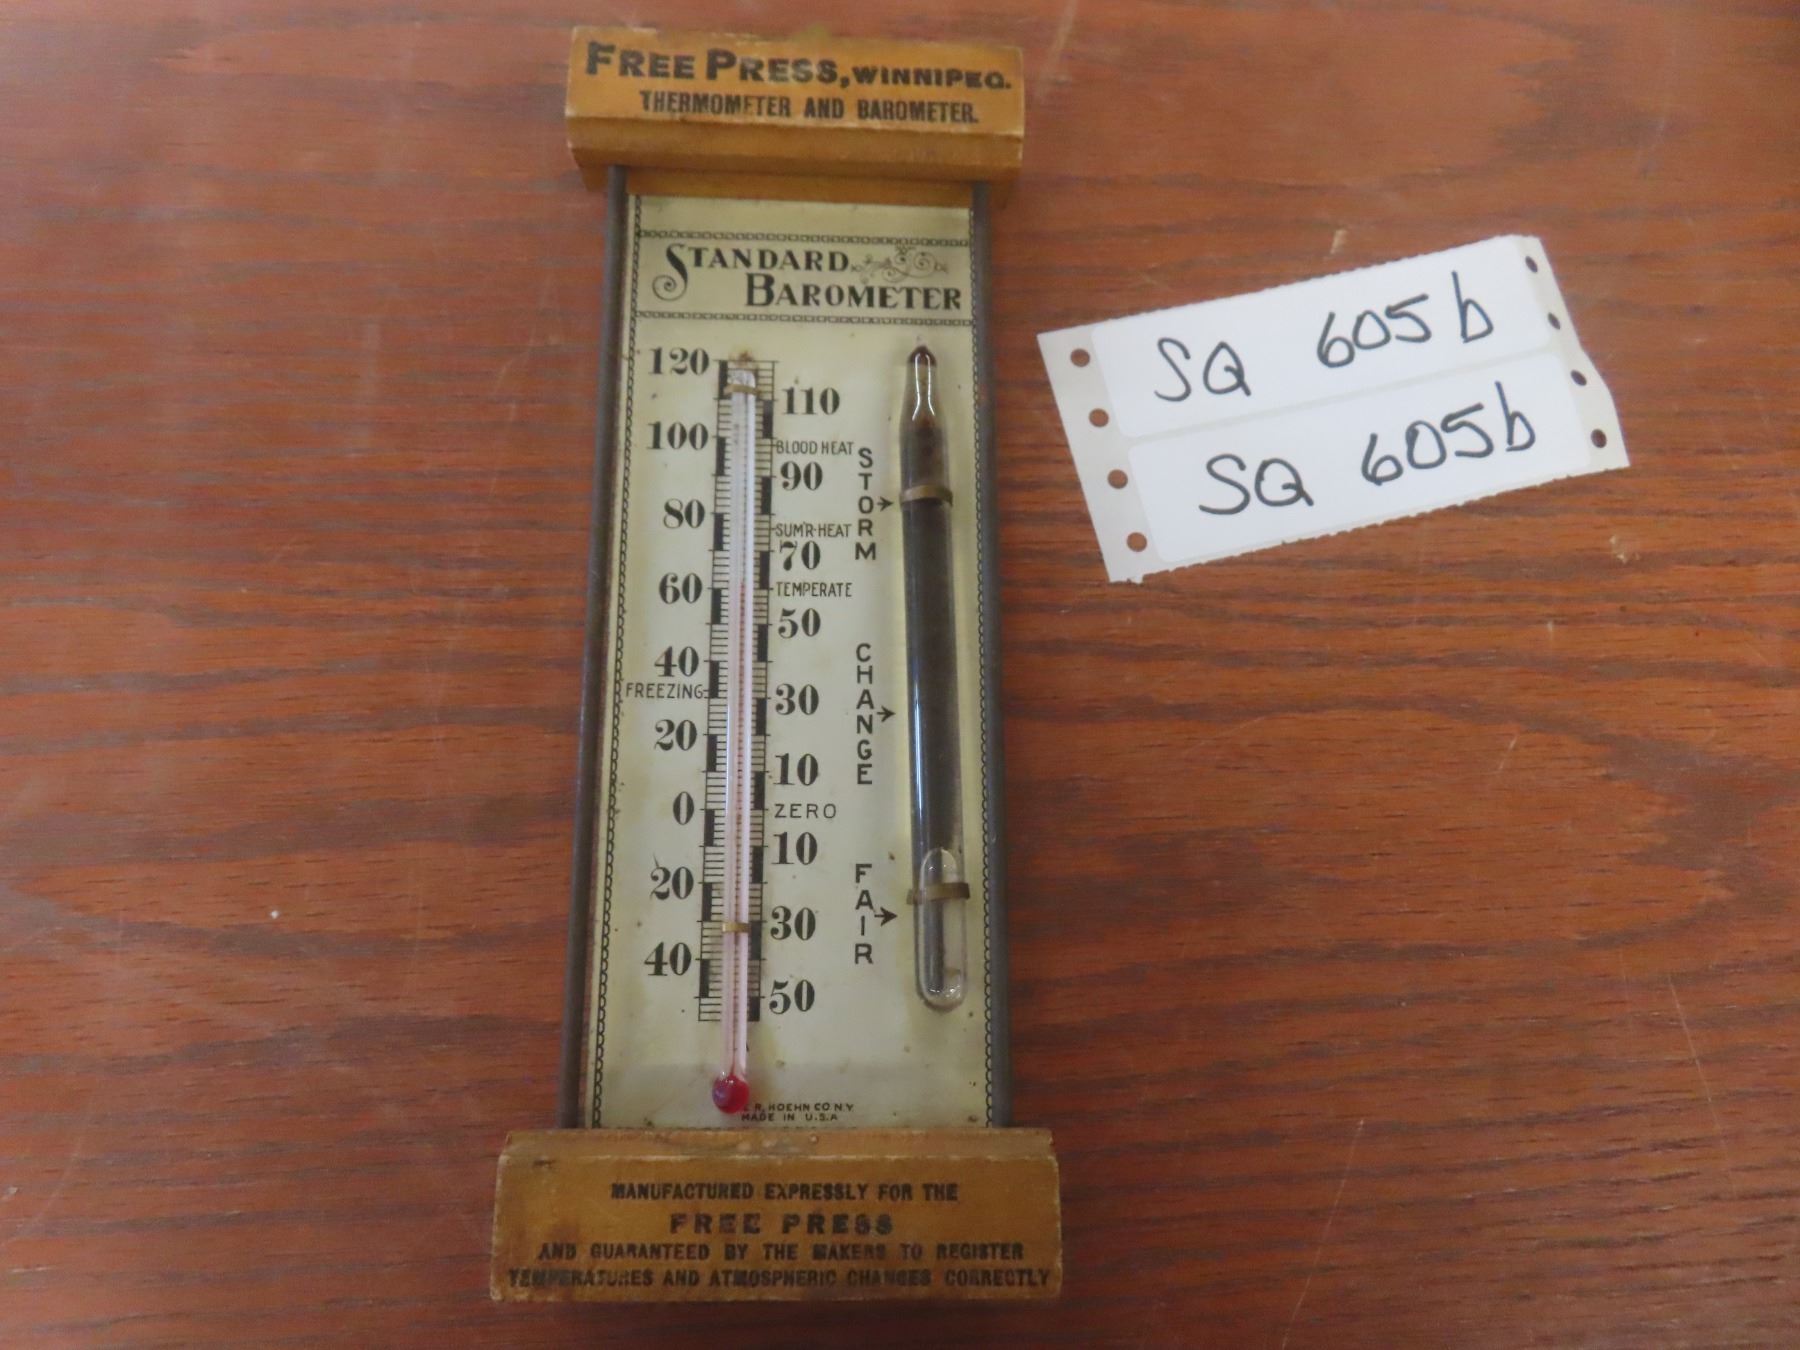 FREE PRESS, WINNIPEG.
THERMOMETER AND BAROMETER.
STANDARD
BAROMETER
120
110
100
BLOOD HEAT
90
80
SUM'R-HEAT
70
60
TEMPERATE
50
40
FREEZING
30
20
10
0
ZERO
10
20
30
40
50
STORM
CHANGE
FAIR
R. HOEHN CO N.Y
MADE IN U.S.A
MANUFACTURED EXPRESSLY FOR THE
FREE PRESS
AND GUARANTEED BY THE MAKERS TO REGISTER
TEMPERATURES AND ATMOSPHERIC CHANGES CORRECTLY
SQ 605b
SQ 605b